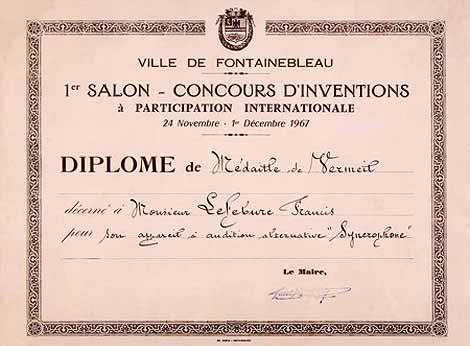 VILLE DE FONTAINEBLEAU
1er SALON - CONCOURS D'INVENTIONS
à PARTICIPATION INTERNATIONALE
24 Novembre - 1er Décembre 1967
DIPLOME de Médaille de Vermeil
décerné à Monsieur Lefebure Francis
pour son appareil à audition alternative "Synerophone"
Le Maire,